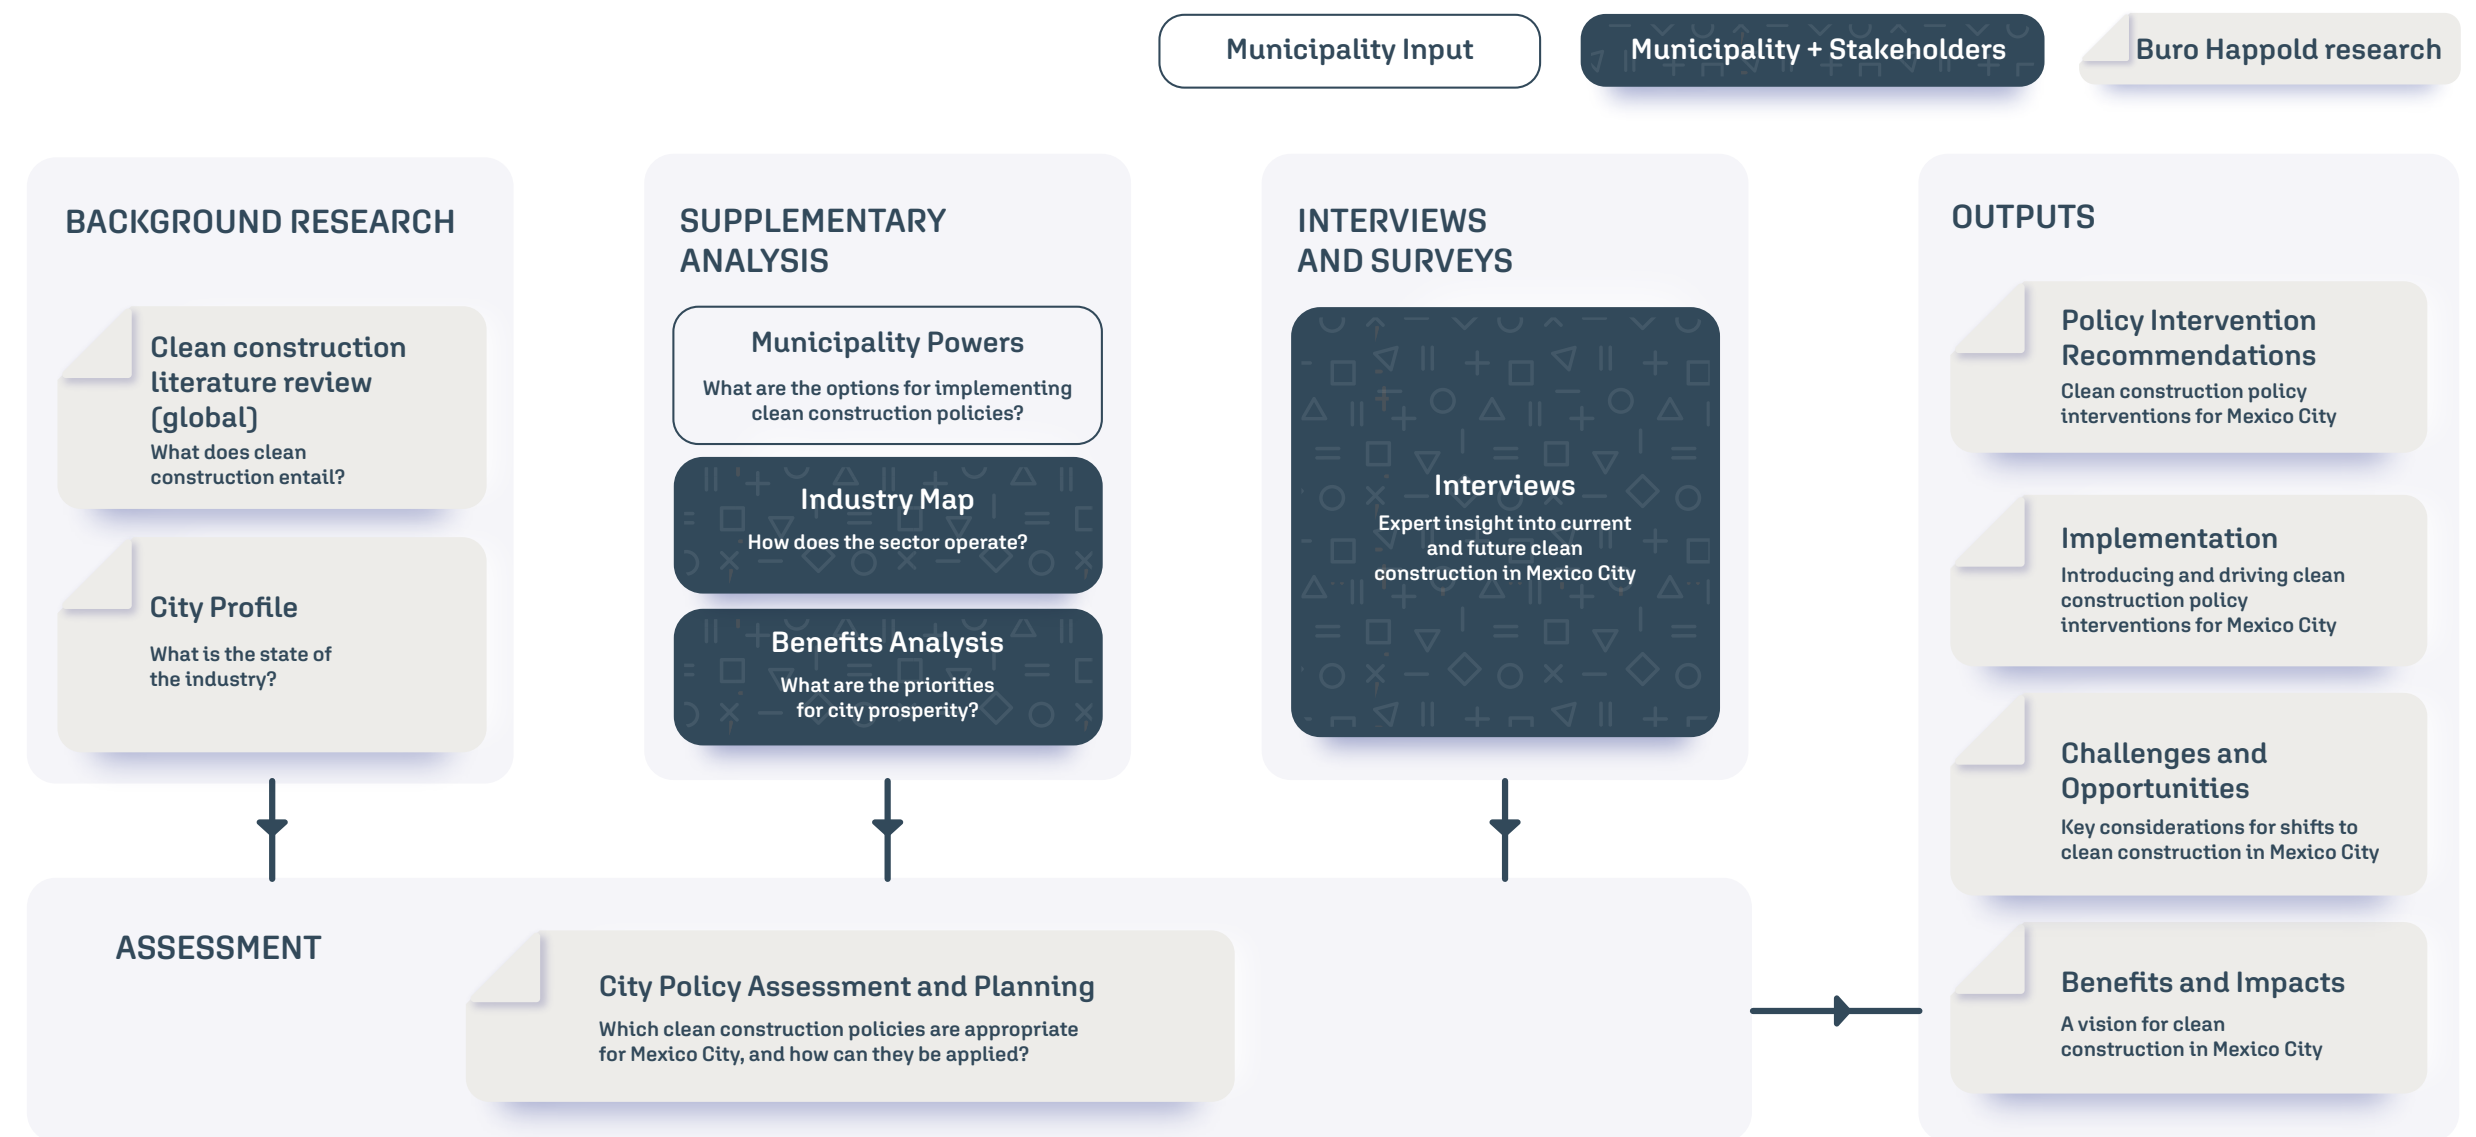 Municipality Input
Municipality + Stakeholders
Buro Happold research
BACKGROUND RESEARCH
Clean construction
literature review
(global)
What does clean
construction entail?
City Profile
What is the state of
the industry?
SUPPLEMENTARY
ANALYSIS
Municipality Powers
What are the options for implementing
clean construction policies?
Industry Map
How does the sector operate?
Benefits Analysis
What are the priorities
for city prosperity?
INTERVIEWS
AND SURVEYS
Interviews
Expert insight into current
and future clean
construction in Mexico City
ASSESSMENT
City Policy Assessment and Planning
Which clean construction policies are appropriate
for Mexico City, and how can they be applied?
OUTPUTS
Policy Intervention
Recommendations
Clean construction policy
interventions for Mexico City
Implementation
Introducing and driving clean
construction policy
interventions for Mexico City
Challenges and
Opportunities
Key considerations for shifts to
clean construction in Mexico City
Benefits and Impacts
A vision for clean
construction in Mexico City